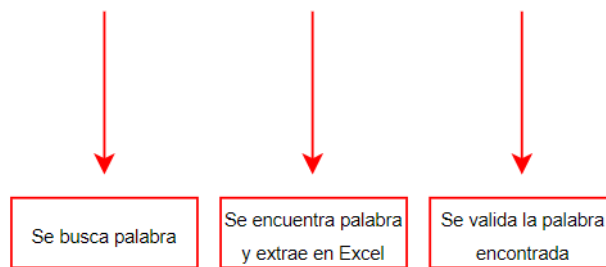 Se busca palabra
Se encuentra palabra
y extrae en Excel
Se valida la palabra
encontrada